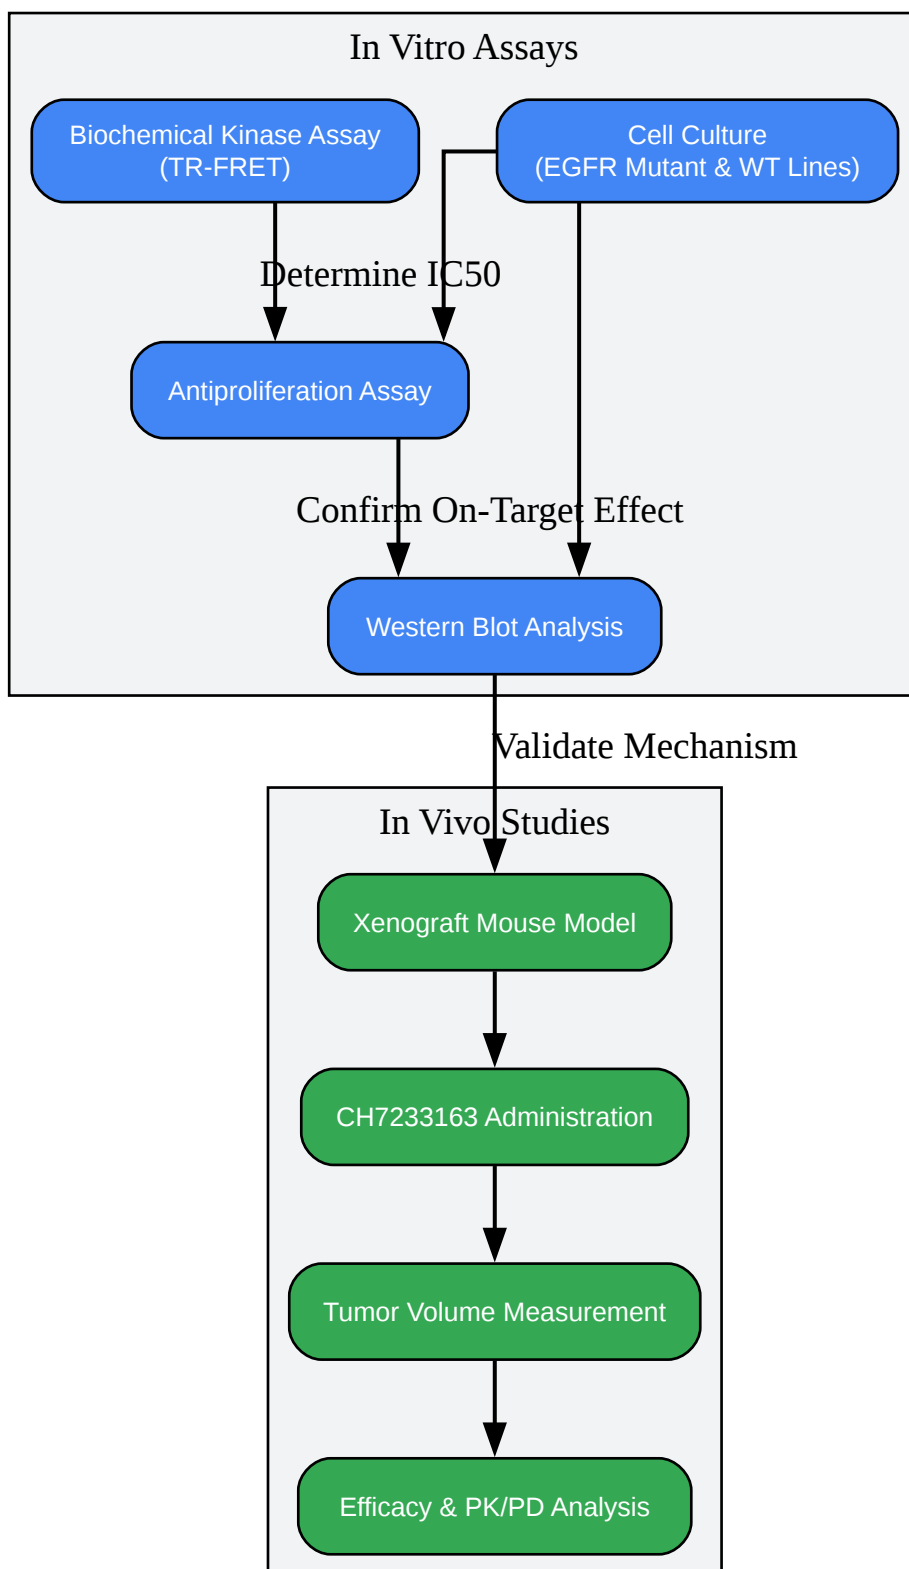 In Vitro Assays
Biochemical Kinase Assay
(TR-FRET)
Cell Culture
(EGFR Mutant & WT Lines)
Determine IC50
Antiproliferation Assay
Confirm On-Target Effect
Western Blot Analysis
Validate Mechanism
In Vivo Studies
Xenograft Mouse Model
CH7233163 Administration
Tumor Volume Measurement
Efficacy & PK/PD Analysis